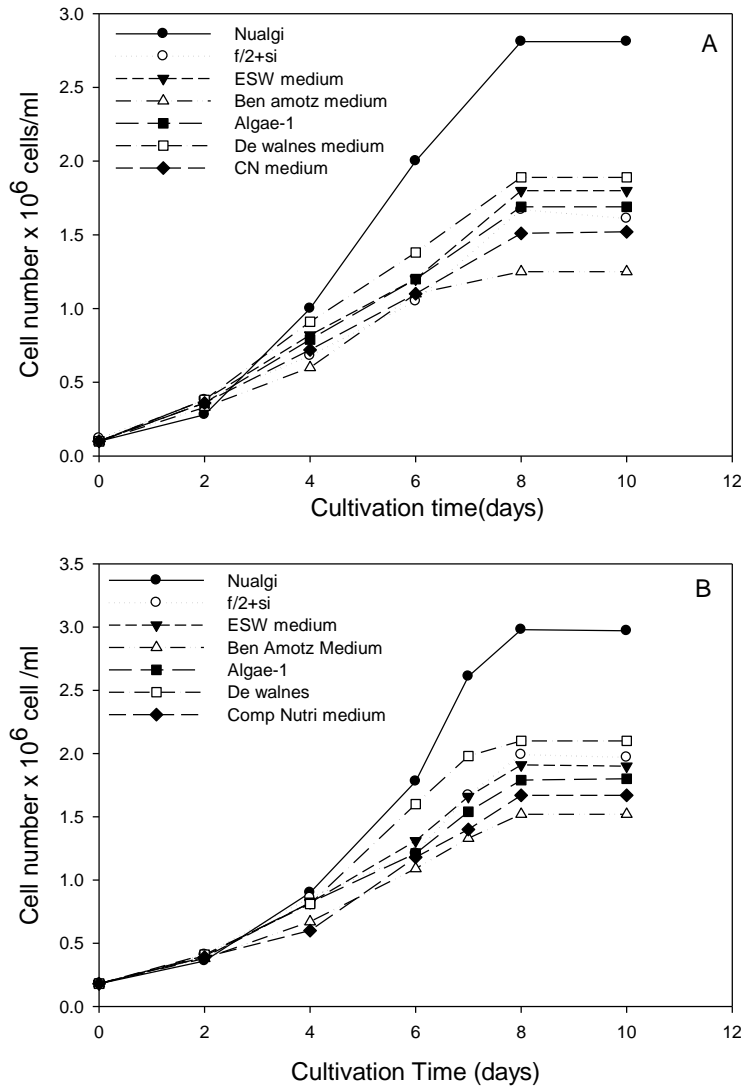 3.0
A
Nualgi
f/2+si
ESW medium
Ben amotz medium
Algae-1
De walnes medium
CN medium
2.5
2.0
1.5
1.0
0.5
0.0
Cell number x 10^6 cells/ml
0 2 4 6 8 10 12
Cultivation time(days)
3.5
B
Nualgi
f/2+si
ESW medium
Ben Amotz Medium
Algae-1
De walnes
Comp Nutri medium
3.0
2.5
2.0
1.5
1.0
0.5
0.0
Cell number x 10^6 cell /ml
0 2 4 6 8 10 12
Cultivation Time (days)